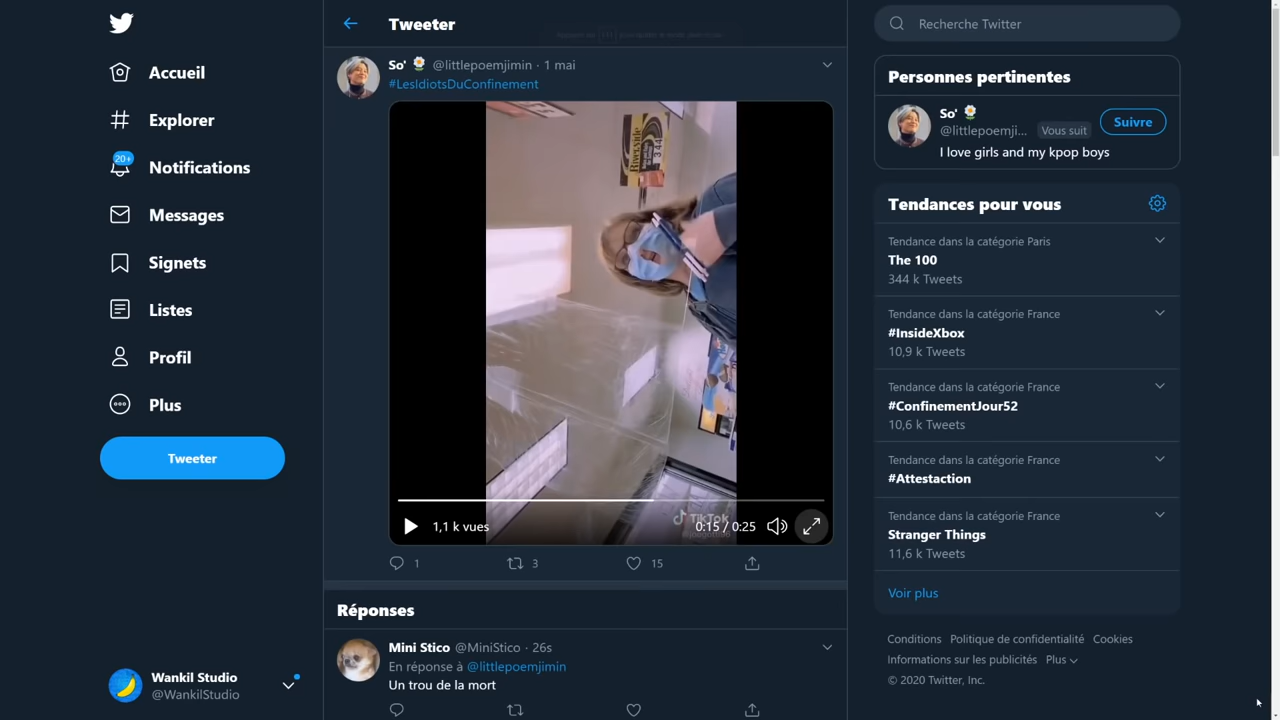 Accueil
Explorer
20+
Notifications
Messages
Signets
Listes
Profil
Plus
Tweeter
Wankil Studio
@WankilStudio
Tweeter
So' @littlepoemjimin · 1 mai
#LesIdiotsDuConfinement
Riverside
3.44
TikTok
1,1 k vues
0:15 / 0:25
1
3
15
Réponses
Mini Stico @MiniStico · 26s
En réponse à @littlepoemjimin
Un trou de la mort
Recherche Twitter
Personnes pertinentes
So'
@littlepoemji... Vous suit
Suivre
I love girls and my kpop boys
Tendances pour vous
Tendance dans la catégorie Paris
The 100
344 k Tweets
Tendance dans la catégorie France
#InsideXbox
10,9 k Tweets
Tendance dans la catégorie France
#ConfinementJour52
10,6 k Tweets
Tendance dans la catégorie France
#Attestaction
Tendance dans la catégorie France
Stranger Things
11,6 k Tweets
Voir plus
Conditions Politique de confidentialité Cookies
Informations sur les publicités Plus
© 2020 Twitter, Inc.